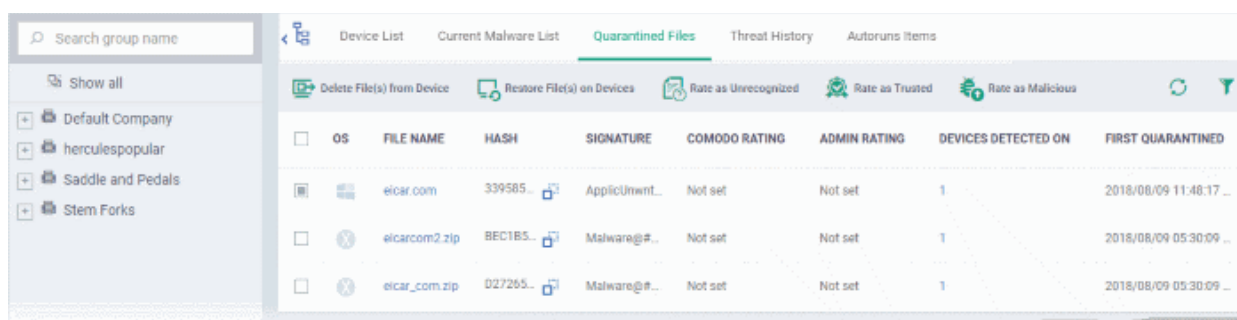 Search group name
Show all
Default Company
herculespopular
Saddle and Pedals
Stem Forks
Device List Current Malware List Quarantined Files Threat History Autoruns Items
Delete File(s) from Device Restore File(s) on Devices Rate as Unrecognized Rate as Trusted Rate as Malicious
OS FILE NAME HASH SIGNATURE COMODO RATING ADMIN RATING DEVICES DETECTED ON FIRST QUARANTINED
eicar.com 339585... ApplicUnwnt... Not set Not set 1 2018/08/09 11:48:17 ...
eicarcom2.zip BEC1B5... Malware@#... Not set Not set 1 2018/08/09 05:30:09 ...
eicar_com.zip D27265... Malware@#... Not set Not set 1 2018/08/09 05:30:09 ...